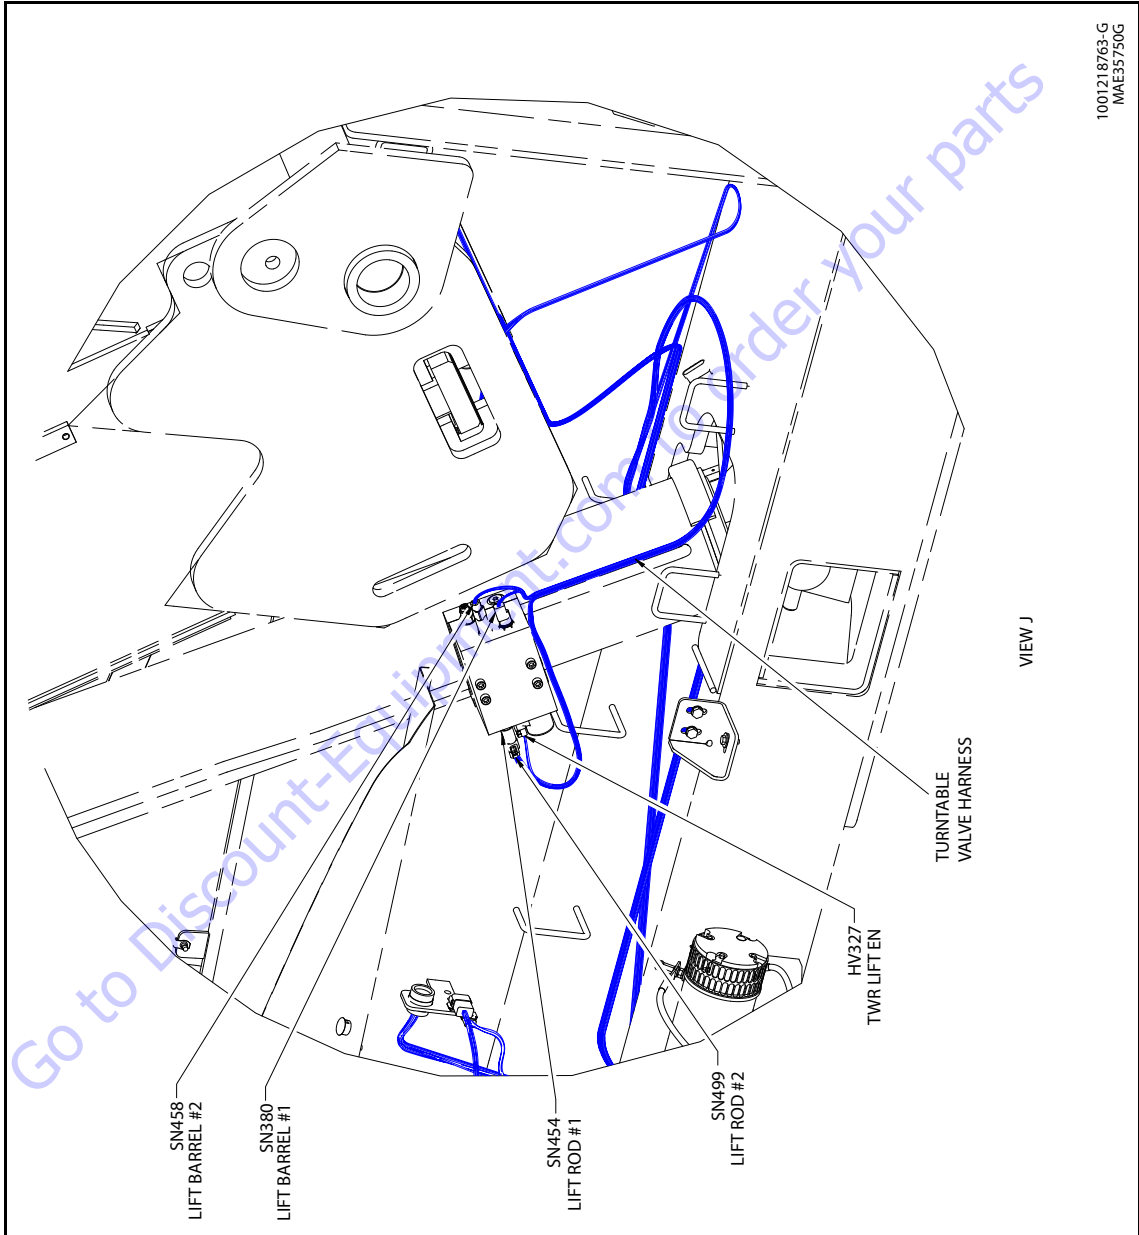 1001218763-G
MAE35750G
Go to Discount-Equipment.com to order your parts
SN458
LIFT BARREL #2
SN380
LIFT BARREL #1
SN454
LIFT ROD #1
SN499
LIFT ROD #2
HV327
TWR LIFT EN
TURNTABLE
VALVE HARNESS
VIEW J